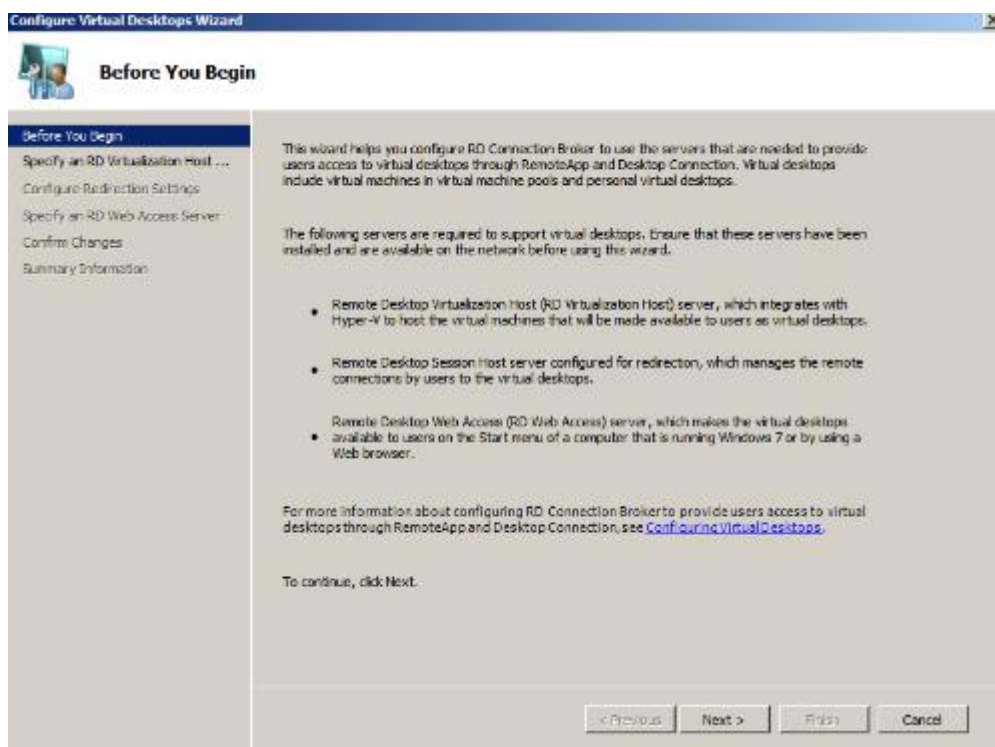 Configure Virtual Desktops Wizard
Before You Begin
Before You Begin
Specify an RD Virtualization Host ...
Configure Redirection Settings
Specify an RD Web Access Server
Confirm Changes
Summary Information
This wizard helps you configure RD Connection Broker to use the servers that are needed to provide
users access to virtual desktops through RemoteApp and Desktop Connection. Virtual desktops
include virtual machines in virtual machine pools and personal virtual desktops.
The following servers are required to support virtual desktops. Ensure that these servers have been
installed and are available on the network before using this wizard.
Remote Desktop Virtualization Host (RD Virtualization Host) server, which integrates with
Hyper-V to host the virtual machines that will be made available to users as virtual desktops.
Remote Desktop Session Host server configured for redirection, which manages the remote
connections by users to the virtual desktops.
Remote Desktop Web Access (RD Web Access) server, which makes the virtual desktops
available to users on the Start menu of a computer that is running Windows 7 or by using a
Web browser.
For more information about configuring RD Connection Broker to provide users access to virtual
desktops through RemoteApp and Desktop Connection, see Configuring Virtual Desktops.
To continue, click Next.
< Previous Next > Finish Cancel